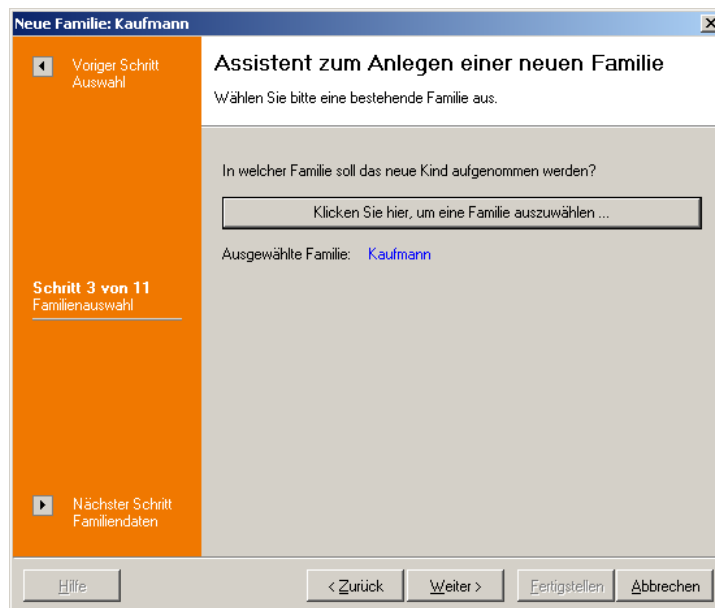 Neue Familie: Kaufmann
Voriger Schritt
Auswahl
Assistent zum Anlegen einer neuen Familie
Wählen Sie bitte eine bestehende Familie aus.
In welcher Familie soll das neue Kind aufgenommen werden?
Klicken Sie hier, um eine Familie auszuwählen ...
Ausgewählte Familie: Kaufmann
Schritt 3 von 11
Familienauswahl
Nächster Schritt
Familiendaten
Hilfe
< Zurück
Weiter >
Fertigstellen
Abbrechen